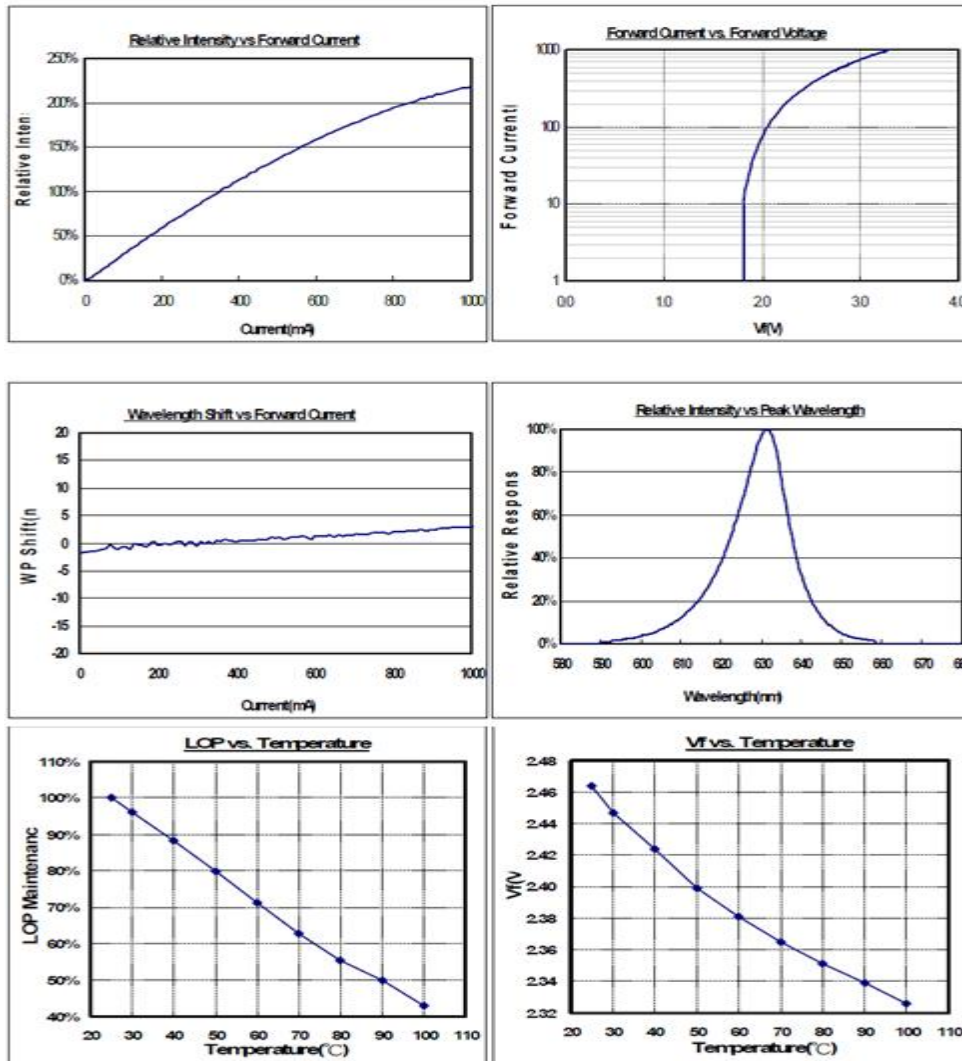 Relative Intensity vs Forward Current
250%
200%
150%
100%
50%
0%
Relative Inten:
0 200 400 600 800 1000
Current(mA)
Forward Current vs. Forward Voltage
1000
100
10
1
Forward Current(
0.0 1.0 2.0 3.0 4.0
Vf(V)
Wavelength Shift vs Forward Current
20
15
10
5
0
-5
-10
-15
-20
WP Shift(n
0 200 400 600 800 1000
Current(mA)
Relative Intensity vs Peak Wavelength
100%
80%
60%
40%
20%
0%
Relative Respons
580 590 600 610 620 630 640 650 660 670 68
Wavelength(nm)
LOP vs. Temperature
110%
100%
90%
80%
70%
60%
50%
40%
LOP Maintenanc
20 30 40 50 60 70 80 90 100 110
Temperature(℃)
Vf vs. Temperature
2.48
2.46
2.44
2.42
2.40
2.38
2.36
2.34
2.32
Vf(V
20 30 40 50 60 70 80 90 100 110
Temperature(℃)